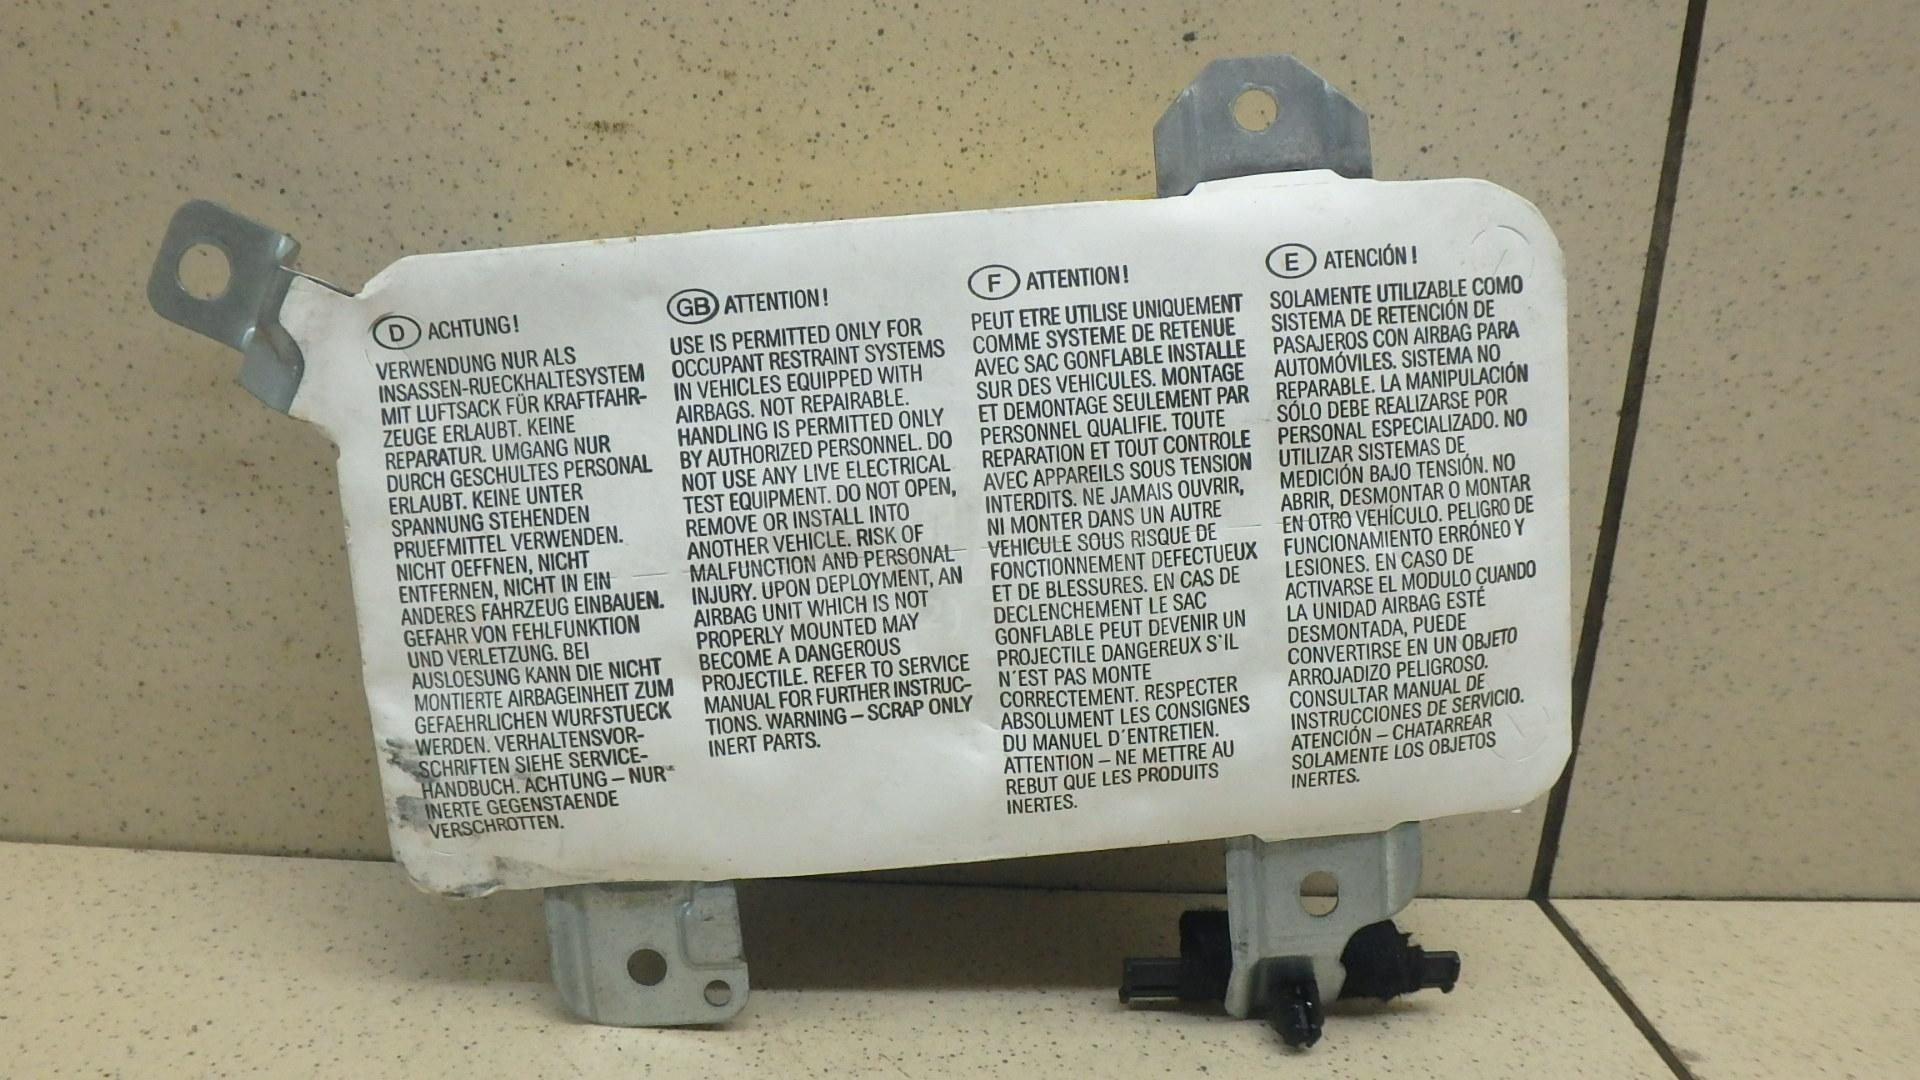 D ACHTUNG!
VERWENDUNG NUR ALS
INSASSEN-RUECKHALTESYSTEM
MIT LUFTSACK FÜR KRAFTFAHR-
ZEUGE ERLAUBT. KEINE
REPARATUR. UMGANG NUR
DURCH GESCHULTES PERSONAL
ERLAUBT. KEINE UNTER
SPANNUNG STEHENDEN
PRUEFMITTEL VERWENDEN.
NICHT OEFFNEN, NICHT
ENTFERNEN, NICHT IN EIN
ANDERES FAHRZEUG EINBAUEN.
GEFAHR VON FEHLFUNKTION
UND VERLETZUNG. BEI
AUSLOESUNG KANN DIE NICHT
MONTIERTE AIRBAGEINHEIT ZUM
GEFAEHRLICHEN WURFSTUECK
WERDEN. VERHALTENSVOR-
SCHRIFTEN SIEHE SERVICE-
HANDBUCH. ACHTUNG – NUR
INERTE GEGENSTAENDE
VERSCHROTTEN.
GB ATTENTION!
USE IS PERMITTED ONLY FOR
OCCUPANT RESTRAINT SYSTEMS
IN VEHICLES EQUIPPED WITH
AIRBAGS. NOT REPAIRABLE.
HANDLING IS PERMITTED ONLY
BY AUTHORIZED PERSONNEL. DO
NOT USE ANY LIVE ELECTRICAL
TEST EQUIPMENT. DO NOT OPEN,
REMOVE OR INSTALL INTO
ANOTHER VEHICLE. RISK OF
MALFUNCTION AND PERSONAL
INJURY. UPON DEPLOYMENT, AN
AIRBAG UNIT WHICH IS NOT
PROPERLY MOUNTED MAY
BECOME A DANGEROUS
PROJECTILE. REFER TO SERVICE
MANUAL FOR FURTHER INSTRUC-
TIONS. WARNING – SCRAP ONLY
INERT PARTS.
F ATTENTION!
PEUT ETRE UTILISE UNIQUEMENT
COMME SYSTEME DE RETENUE
AVEC SAC GONFLABLE INSTALLE
SUR DES VEHICULES. MONTAGE
ET DEMONTAGE SEULEMENT PAR
PERSONNEL QUALIFIE. TOUTE
REPARATION ET TOUT CONTROLE
AVEC APPAREILS SOUS TENSION
INTERDITS. NE JAMAIS OUVRIR,
NI MONTER DANS UN AUTRE
VEHICULE SOUS RISQUE DE
FONCTIONNEMENT DEFECTUEUX
ET DE BLESSURES. EN CAS DE
DECLENCHEMENT LE SAC
GONFLABLE PEUT DEVENIR UN
PROJECTILE DANGEREUX S´IL
N´EST PAS MONTE
CORRECTEMENT. RESPECTER
ABSOLUMENT LES CONSIGNES
DU MANUEL D´ENTRETIEN.
ATTENTION – NE METTRE AU
REBUT QUE LES PRODUITS
INERTES.
E ATENCIÓN!
SOLAMENTE UTILIZABLE COMO
SISTEMA DE RETENCIÓN DE
PASAJEROS CON AIRBAG PARA
AUTOMÓVILES. SISTEMA NO
REPARABLE. LA MANIPULACIÓN
SÓLO DEBE REALIZARSE POR
PERSONAL ESPECIALIZADO. NO
UTILIZAR SISTEMAS DE
MEDICIÓN BAJO TENSIÓN. NO
ABRIR, DESMONTAR O MONTAR
EN OTRO VEHÍCULO. PELIGRO DE
FUNCIONAMIENTO ERRÓNEO Y
LESIONES. EN CASO DE
ACTIVARSE EL MODULO CUANDO
LA UNIDAD AIRBAG ESTÉ
DESMONTADA, PUEDE
CONVERTIRSE EN UN OBJETO
ARROJADIZO PELIGROSO.
CONSULTAR MANUAL DE
INSTRUCCIONES DE SERVICIO.
ATENCIÓN – CHATARREAR
SOLAMENTE LOS OBJETOS
INERTES.